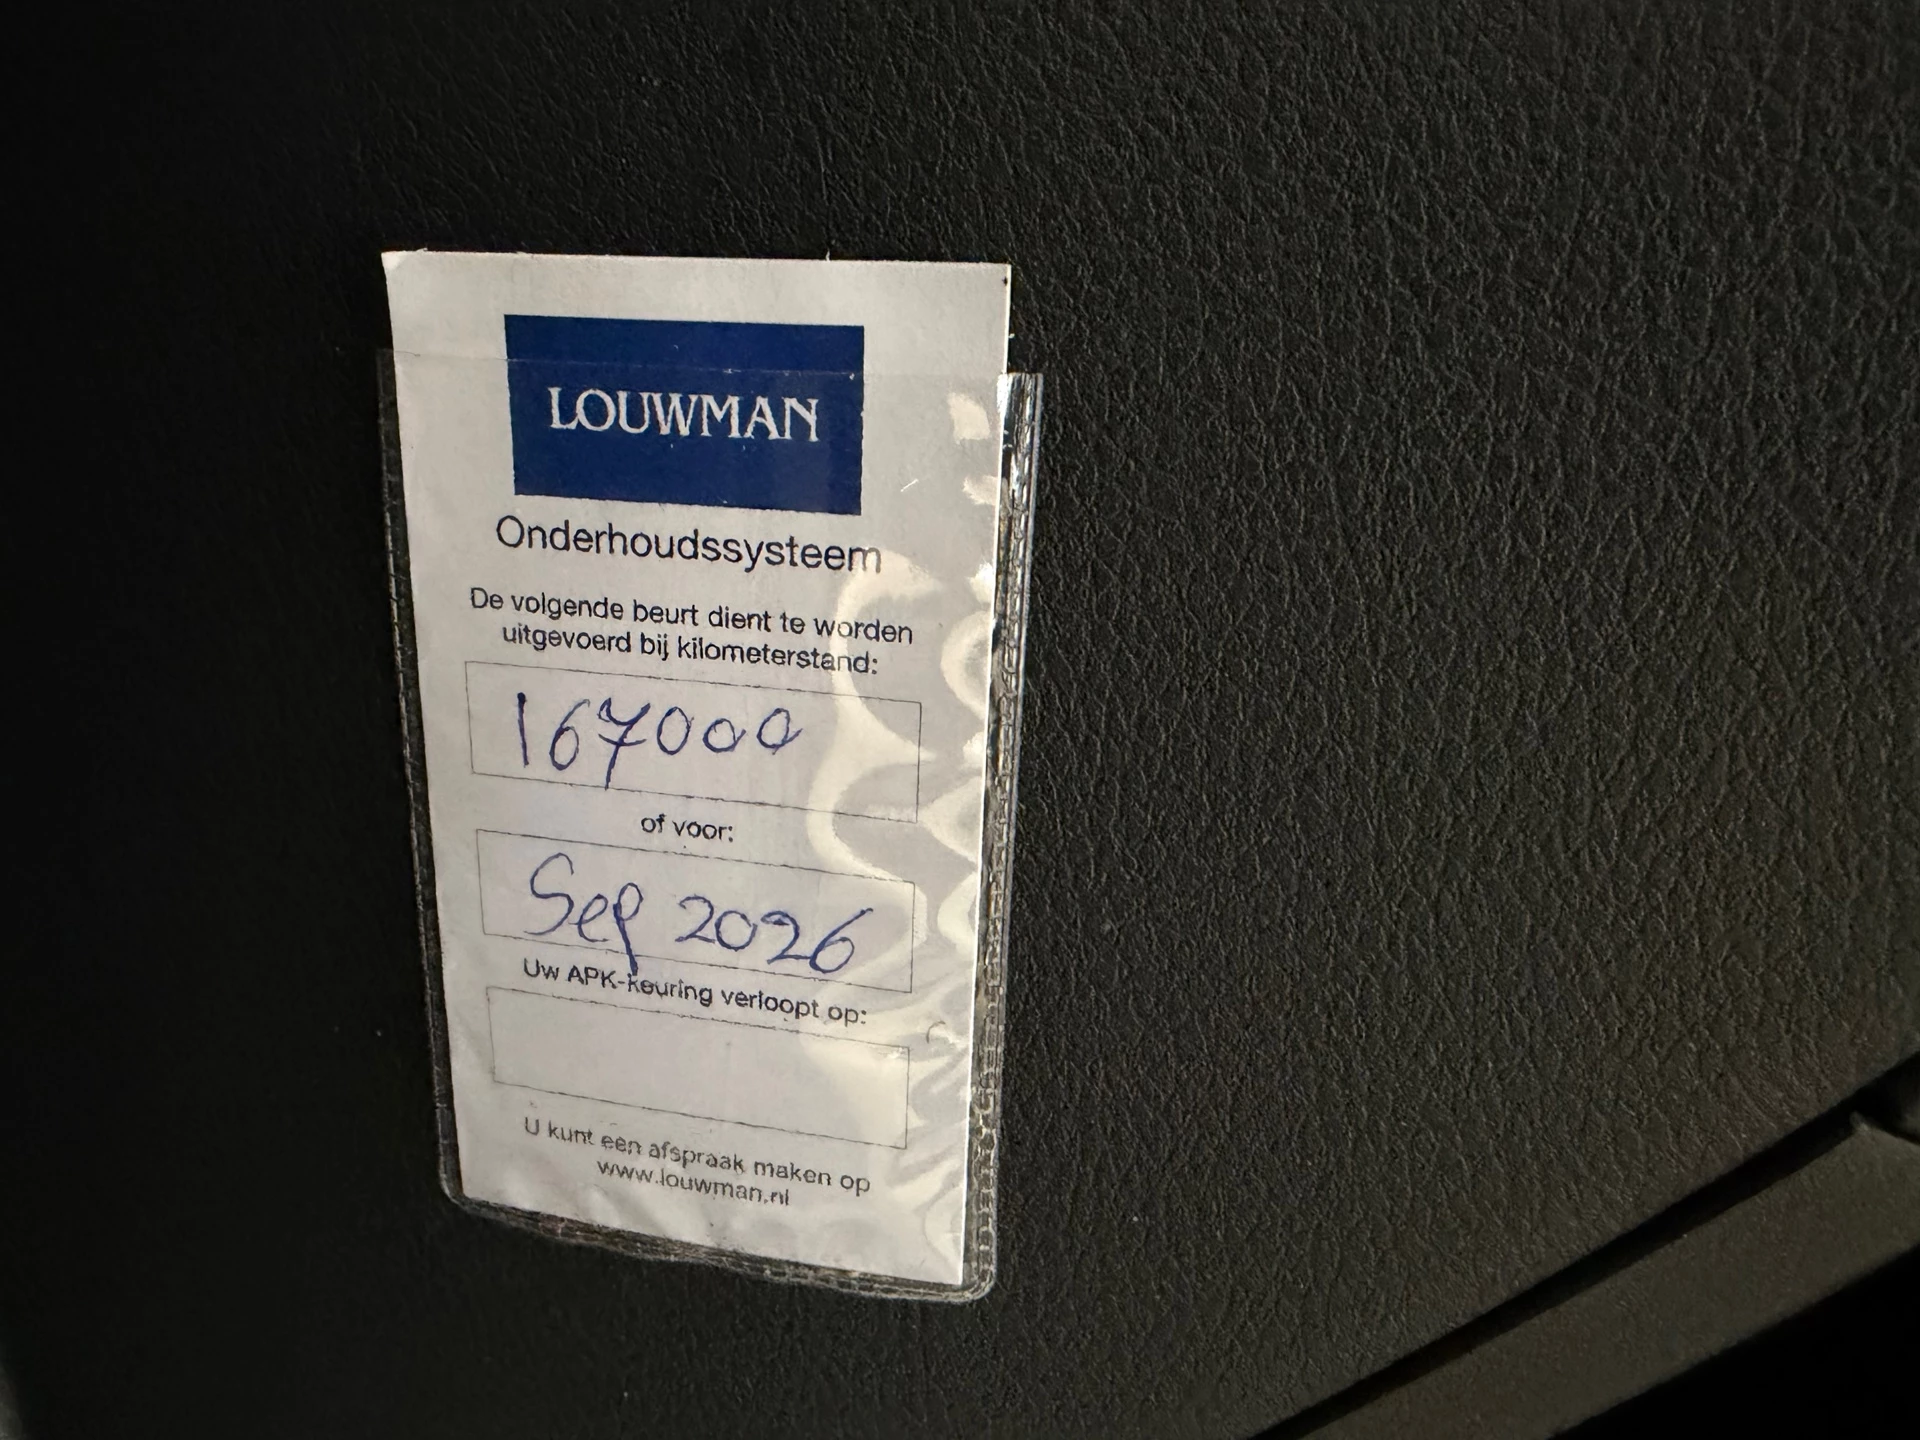 LOUWMAN
Onderhoudssysteem
De volgende beurt dient te worden
uitgevoerd bij kilometerstand:
167000
of voor:
Sep 2026
Uw APK-keuring verloopt op:
U kunt een afspraak maken op
www.louwman.nl